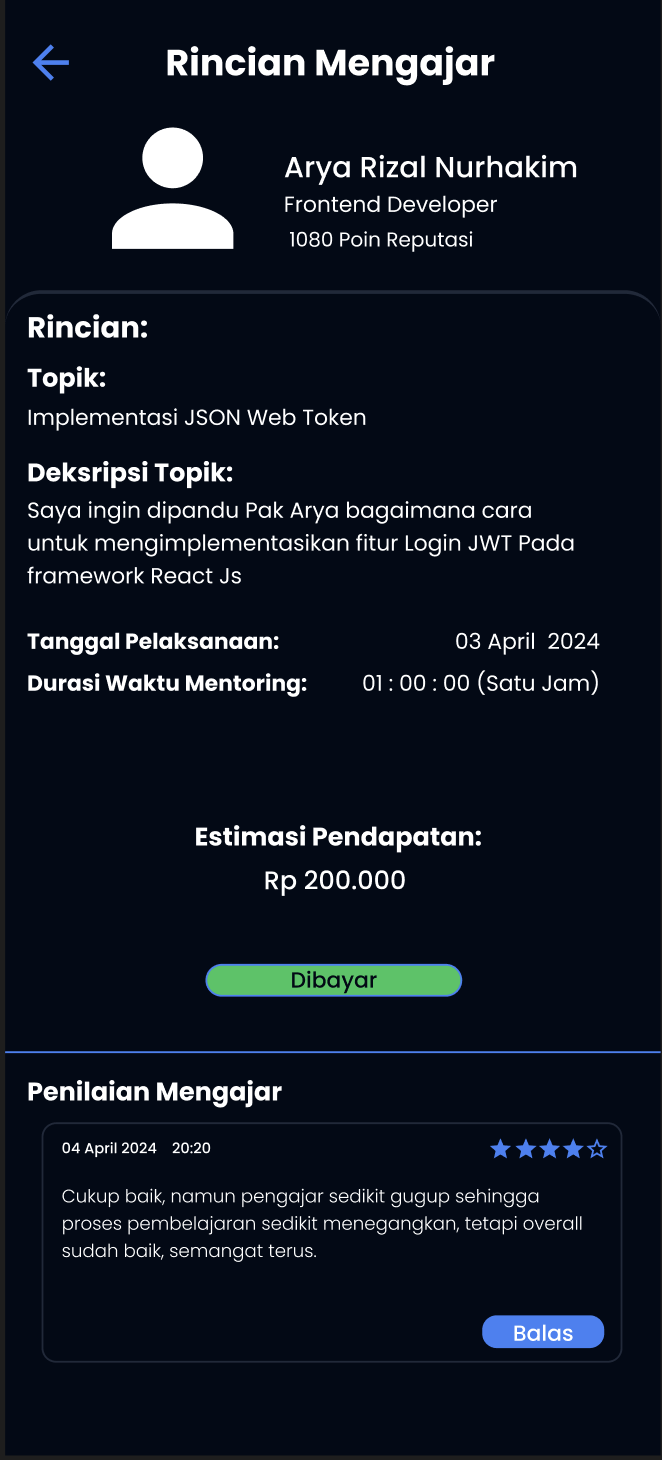 Rincian Mengajar
Arya Rizal Nurhakim
Frontend Developer
1080 Poin Reputasi
Rincian:
Topik:
Implementasi JSON Web Token
Deksripsi Topik:
Saya ingin dipandu Pak Arya bagaimana cara
untuk mengimplementasikan fitur Login JWT Pada
framework React Js
Tanggal Pelaksanaan: 03 April 2024
Durasi Waktu Mentoring: 01 : 00 : 00 (Satu Jam)
Estimasi Pendapatan:
Rp 200.000
Dibayar
Penilaian Mengajar
04 April 2024 20:20
Cukup baik, namun pengajar sedikit gugup sehingga
proses pembelajaran sedikit menegangkan, tetapi overall
sudah baik, semangat terus.
Balas